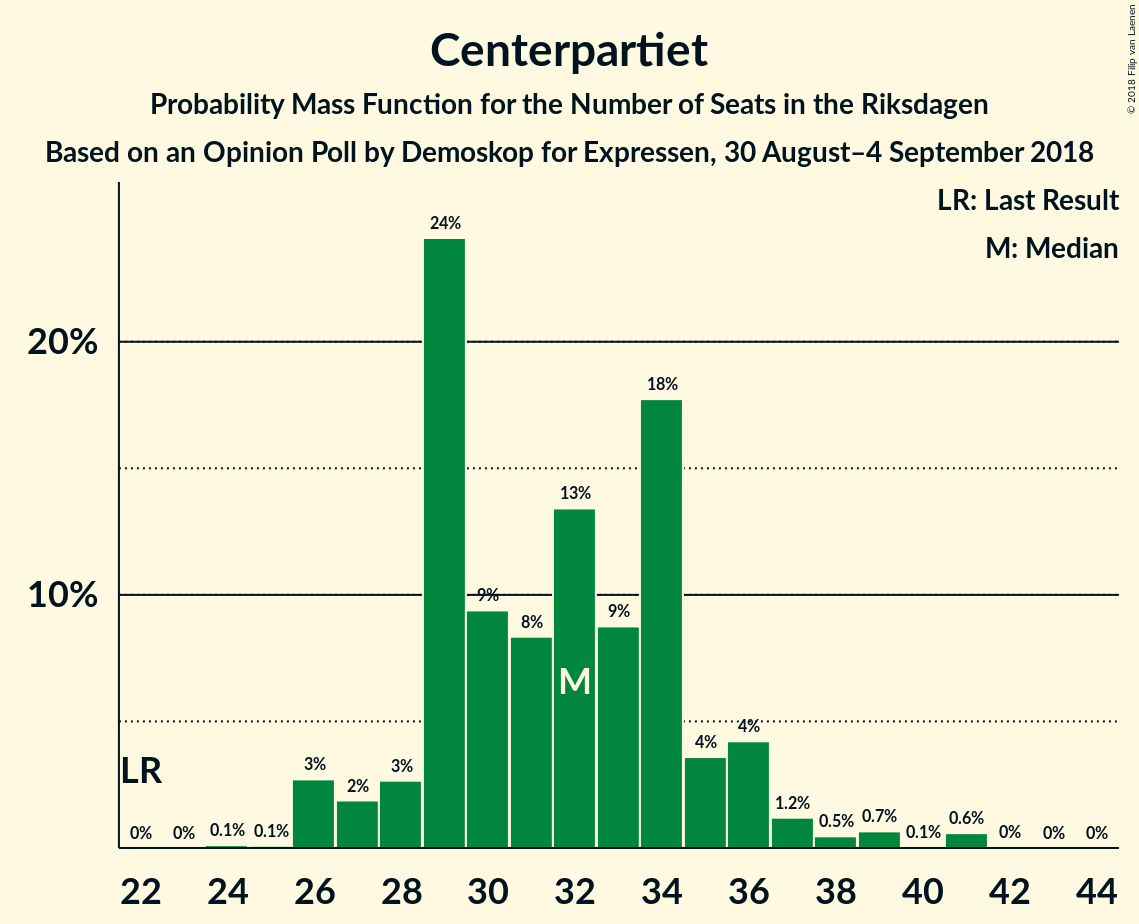 Centerpartiet
Probability Mass Function for the Number of Seats in the Riksdagen
Based on an Opinion Poll by Demoskop for Expressen, 30 August–4 September 2018
© 2018 Filip van Laenen
LR: Last Result
M: Median
20%
10%
LR
M
0% 0% 0.1% 0.1% 3% 2% 3% 24% 9% 8% 13% 9% 18% 4% 4% 1.2% 0.5% 0.7% 0.1% 0.6% 0% 0% 0%
22 24 26 28 30 32 34 36 38 40 42 44